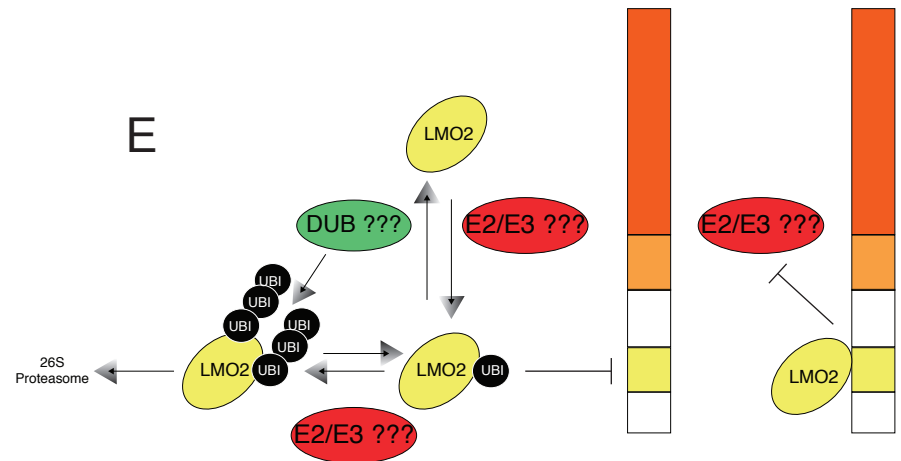 E
LMO2
DUB ???
E2/E3 ???
E2/E3 ???
UBI
UBI
UBI
UBI
UBI
UBI
LMO2
LMO2
UBI
LMO2
26S
Proteasome
E2/E3 ???